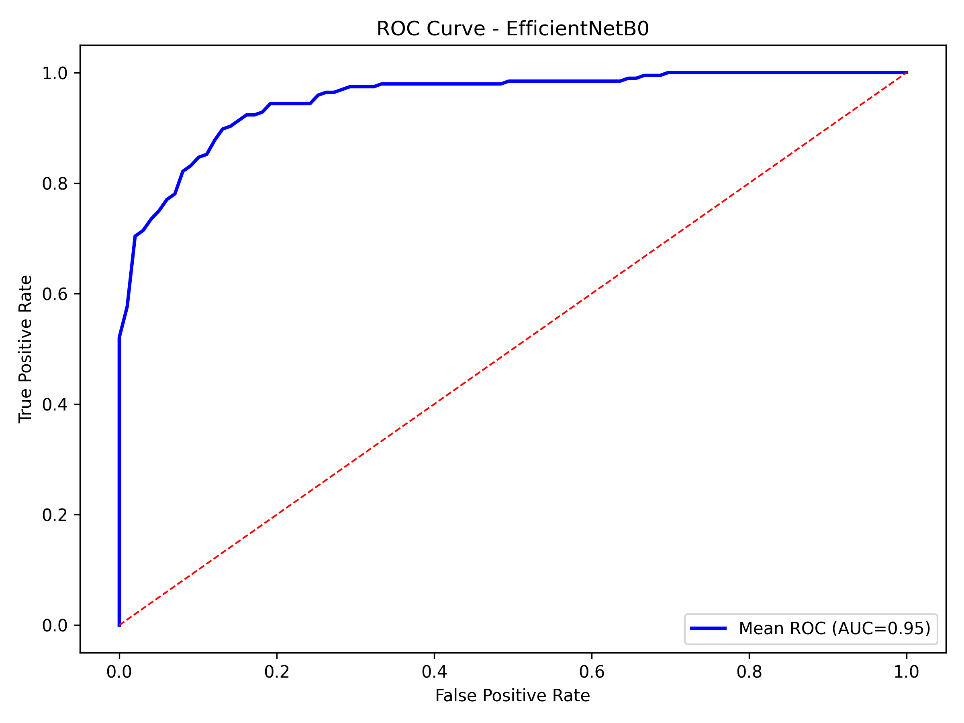 ROC Curve - EfficientNetB0
True Positive Rate
1.0
0.8
0.6
0.4
0.2
0.0
Mean ROC (AUC=0.95)
0.0 0.2 0.4 0.6 0.8 1.0
False Positive Rate